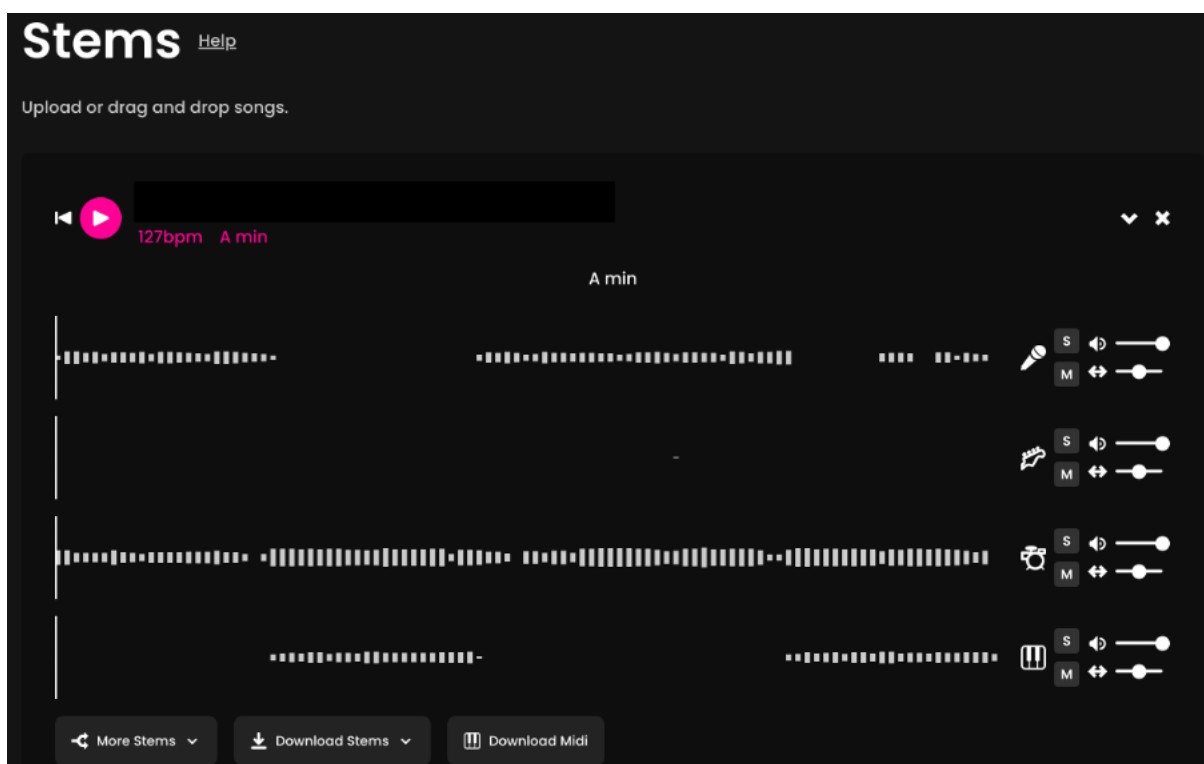 Stems Help
Upload or drag and drop songs.
127bpm A min
A min
S
M
S
M
S
M
S
M
More Stems Download Stems Download Midi